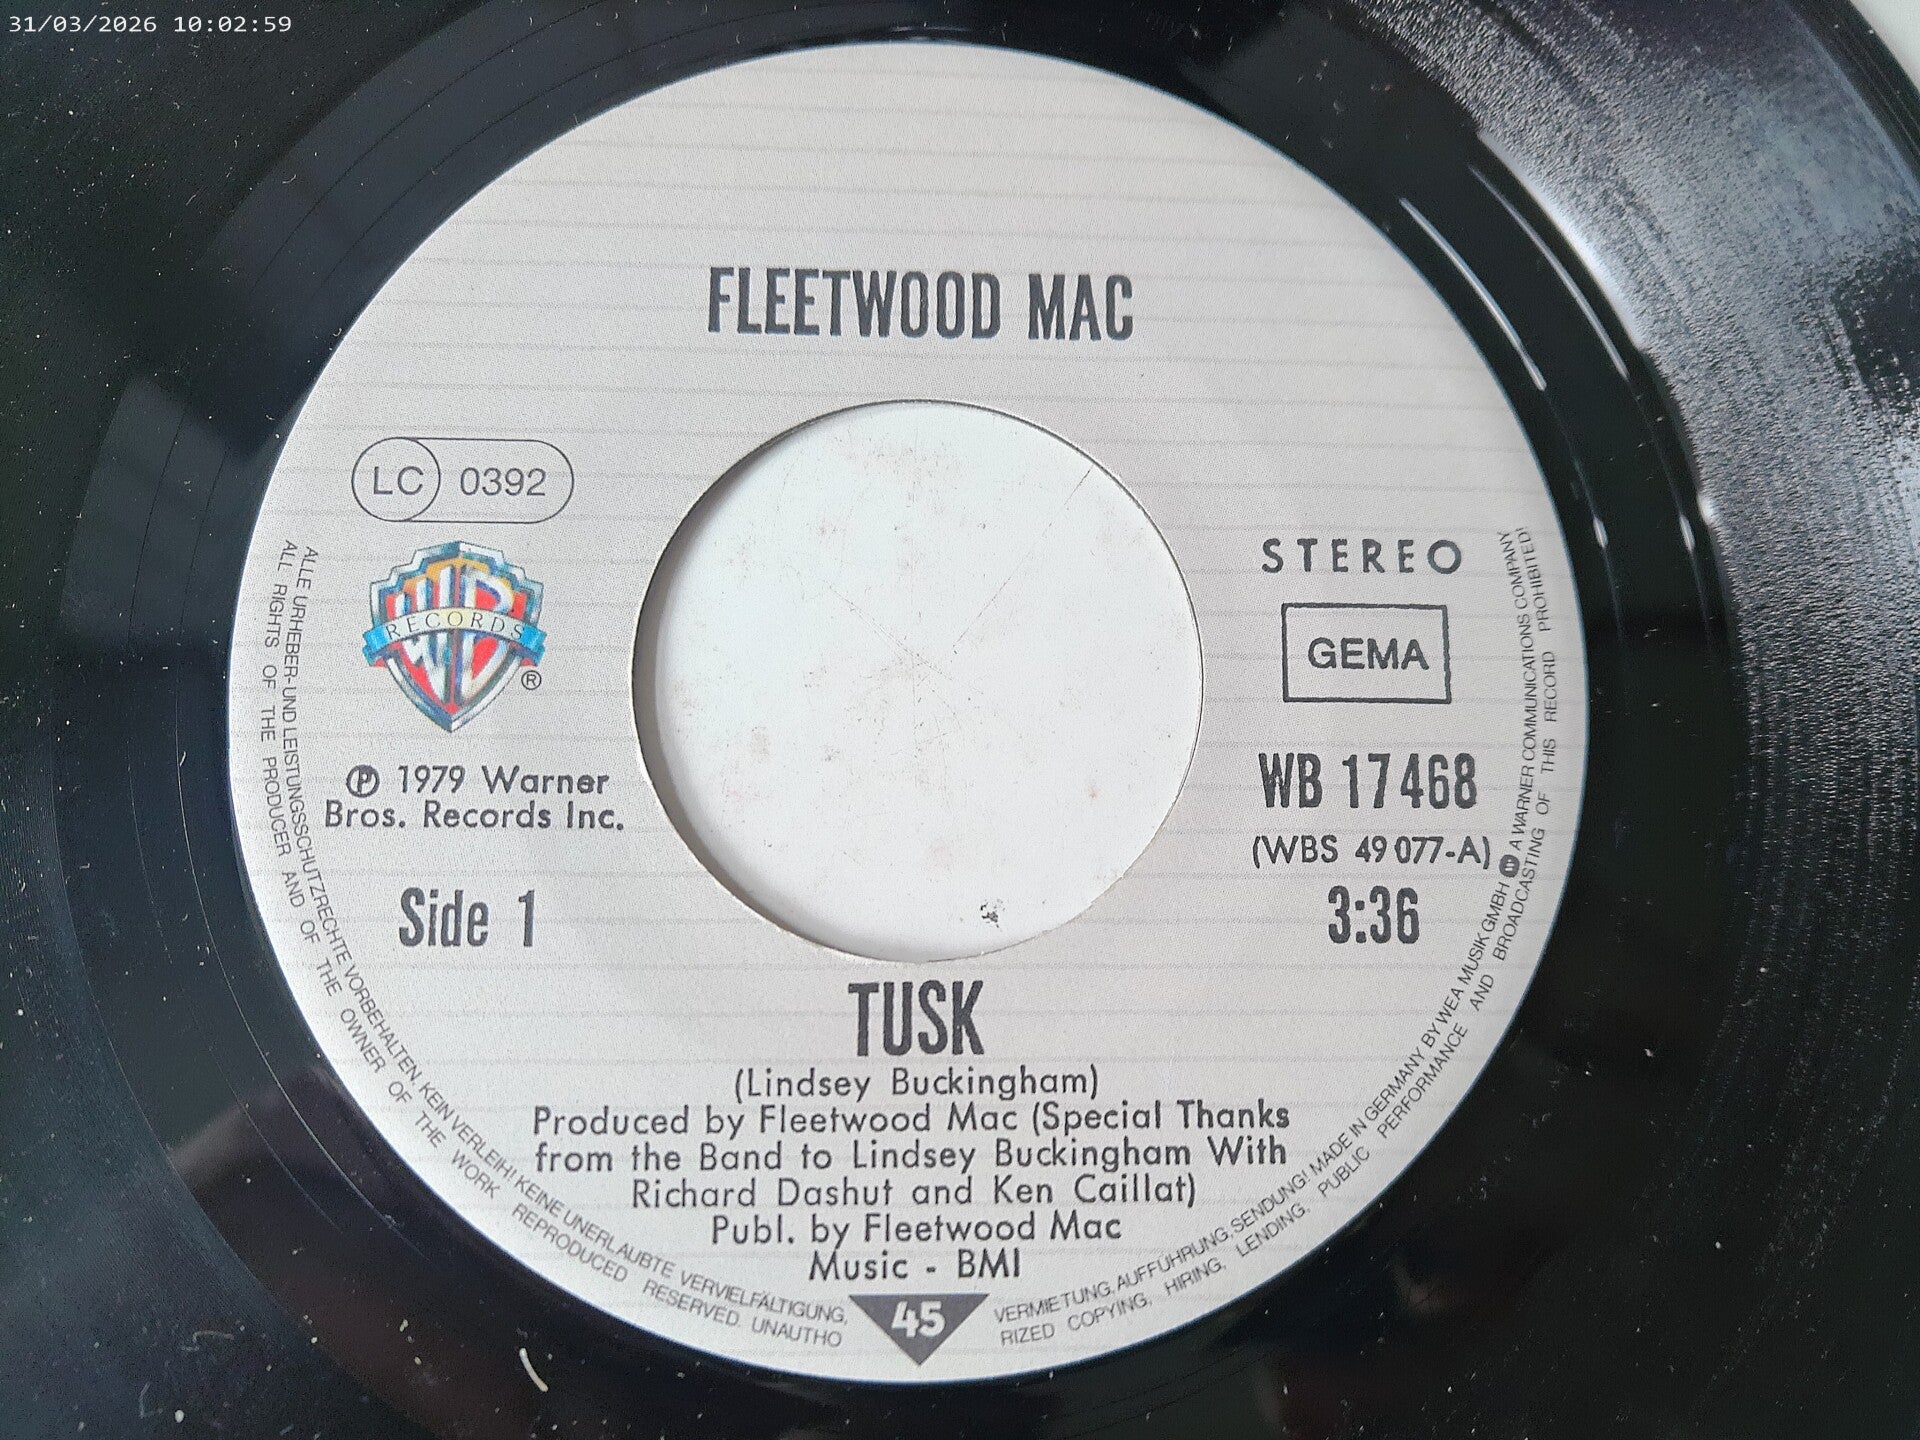 31/03/2026 10:02:59
FLEETWOOD MAC
LC 0392
WB
RECORDS
®
STEREO
GEMA
℗ 1979 Warner
Bros. Records Inc.
WB 17 468
(WBS 49 077-A)
Side 1
3:36
TUSK
(Lindsey Buckingham)
Produced by Fleetwood Mac (Special Thanks
from the Band to Lindsey Buckingham With
Richard Dashut and Ken Caillat)
Publ. by Fleetwood Mac
Music - BMI
45
ALLE URHEBER-UND LEISTUNGSSCHUTZRECHTE VORBEHALTEN. KEIN VERLEIH! KEINE UNERLAUBTE VERVIELFÄLTIGUNG, VERMIETUNG, AUFFÜHRUNG, SENDUNG! MADE IN GERMANY BY WEA MUSIK GMBH A WARNER COMMUNICATIONS COMPANY
ALL RIGHTS OF THE PRODUCER AND OF THE OWNER OF THE WORK REPRODUCED RESERVED. UNAUTHORIZED COPYING, HIRING, LENDING, PUBLIC PERFORMANCE AND BROADCASTING OF THIS RECORD PROHIBITED!